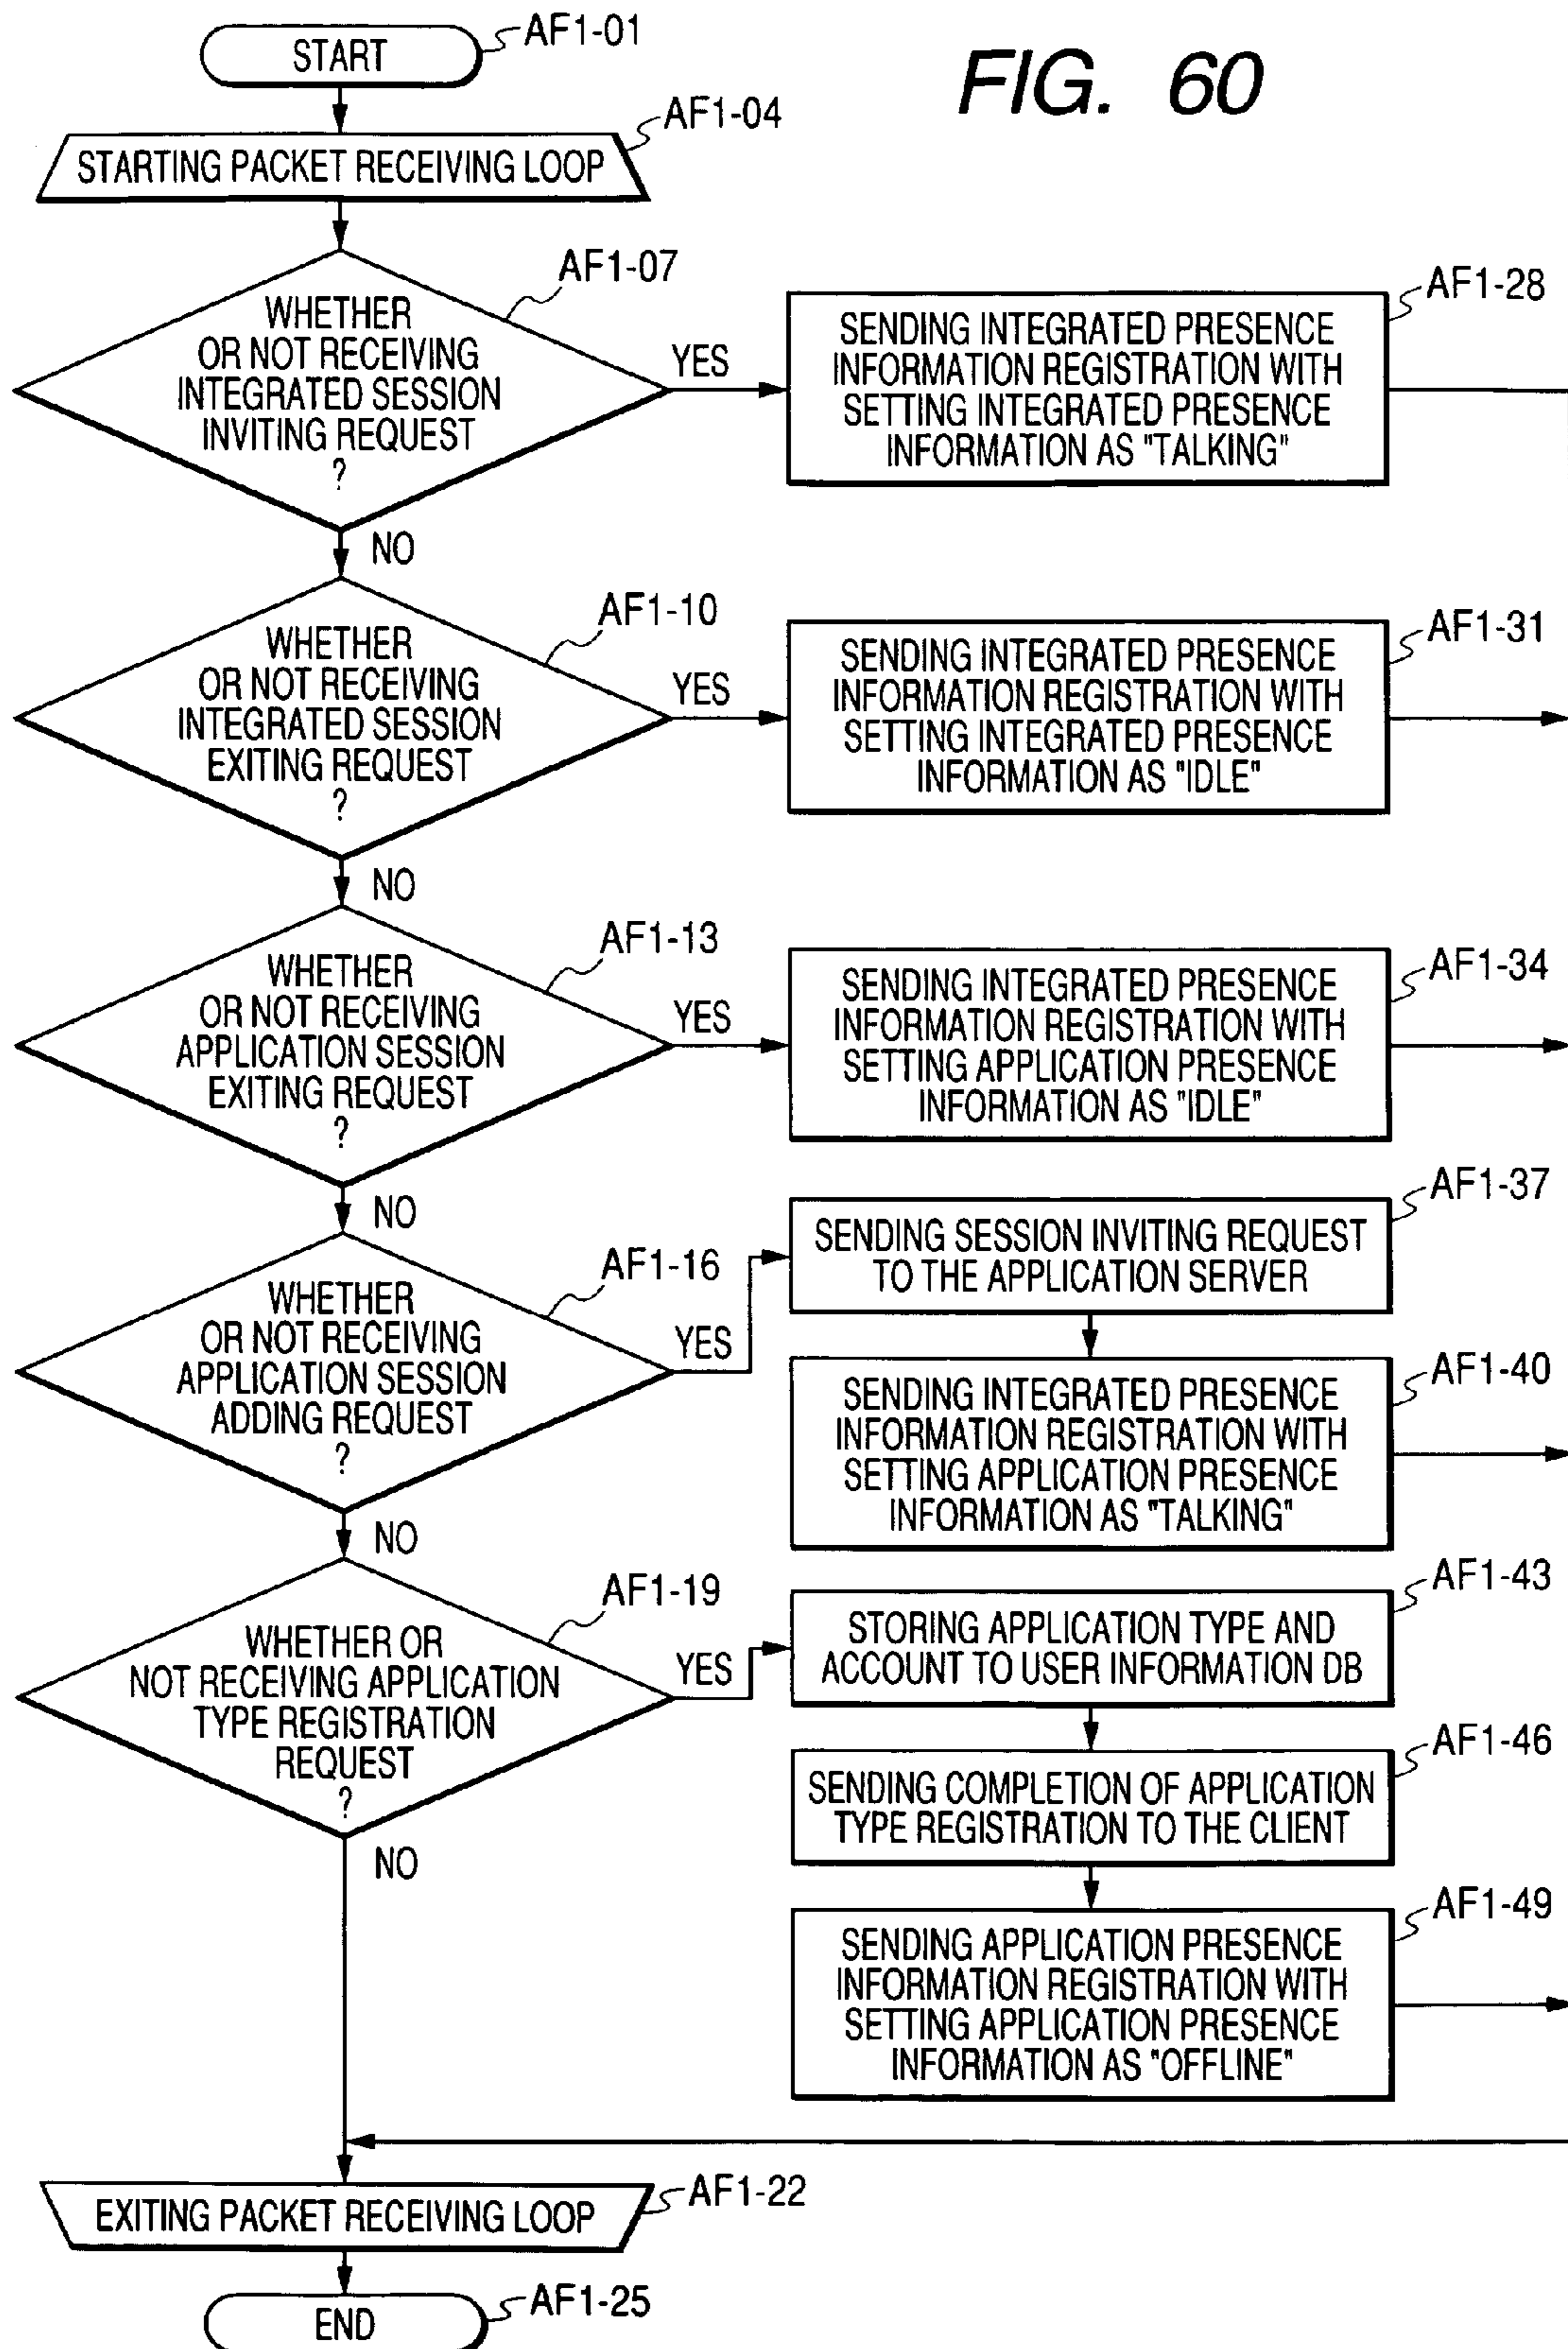 FIG. 60
START
AF1-01
STARTING PACKET RECEIVING LOOP
AF1-04
WHETHER
OR NOT RECEIVING
INTEGRATED SESSION
INVITING REQUEST
?
AF1-07
YES
NO
SENDING INTEGRATED PRESENCE
INFORMATION REGISTRATION WITH
SETTING INTEGRATED PRESENCE
INFORMATION AS "TALKING"
AF1-28
WHETHER
OR NOT RECEIVING
INTEGRATED SESSION
EXITING REQUEST
?
AF1-10
YES
NO
SENDING INTEGRATED PRESENCE
INFORMATION REGISTRATION WITH
SETTING INTEGRATED PRESENCE
INFORMATION AS "IDLE"
AF1-31
WHETHER
OR NOT RECEIVING
APPLICATION SESSION
EXITING REQUEST
?
AF1-13
YES
NO
SENDING INTEGRATED PRESENCE
INFORMATION REGISTRATION WITH
SETTING APPLICATION PRESENCE
INFORMATION AS "IDLE"
AF1-34
WHETHER
OR NOT RECEIVING
APPLICATION SESSION
ADDING REQUEST
?
AF1-16
YES
NO
SENDING SESSION INVITING REQUEST
TO THE APPLICATION SERVER
AF1-37
SENDING INTEGRATED PRESENCE
INFORMATION REGISTRATION WITH
SETTING APPLICATION PRESENCE
INFORMATION AS "TALKING"
AF1-40
WHETHER OR
NOT RECEIVING APPLICATION
TYPE REGISTRATION
REQUEST
?
AF1-19
YES
NO
STORING APPLICATION TYPE AND
ACCOUNT TO USER INFORMATION DB
AF1-43
SENDING COMPLETION OF APPLICATION
TYPE REGISTRATION TO THE CLIENT
AF1-46
SENDING APPLICATION PRESENCE
INFORMATION REGISTRATION WITH
SETTING APPLICATION PRESENCE
INFORMATION AS "OFFLINE"
AF1-49
EXITING PACKET RECEIVING LOOP
AF1-22
END
AF1-25